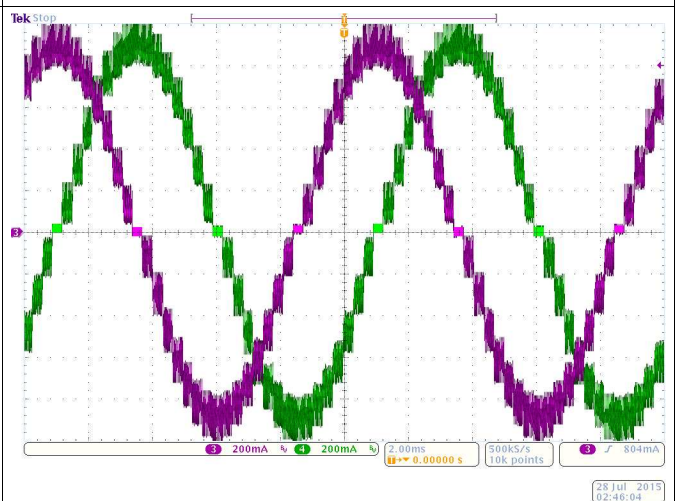 Tek Stop
T
T
3
3 200mA 4 200mA 2.00ms 500kS/s 3 804mA
T→▼ 0.00000 s 10k points
28 Jul 2015
02:46:04